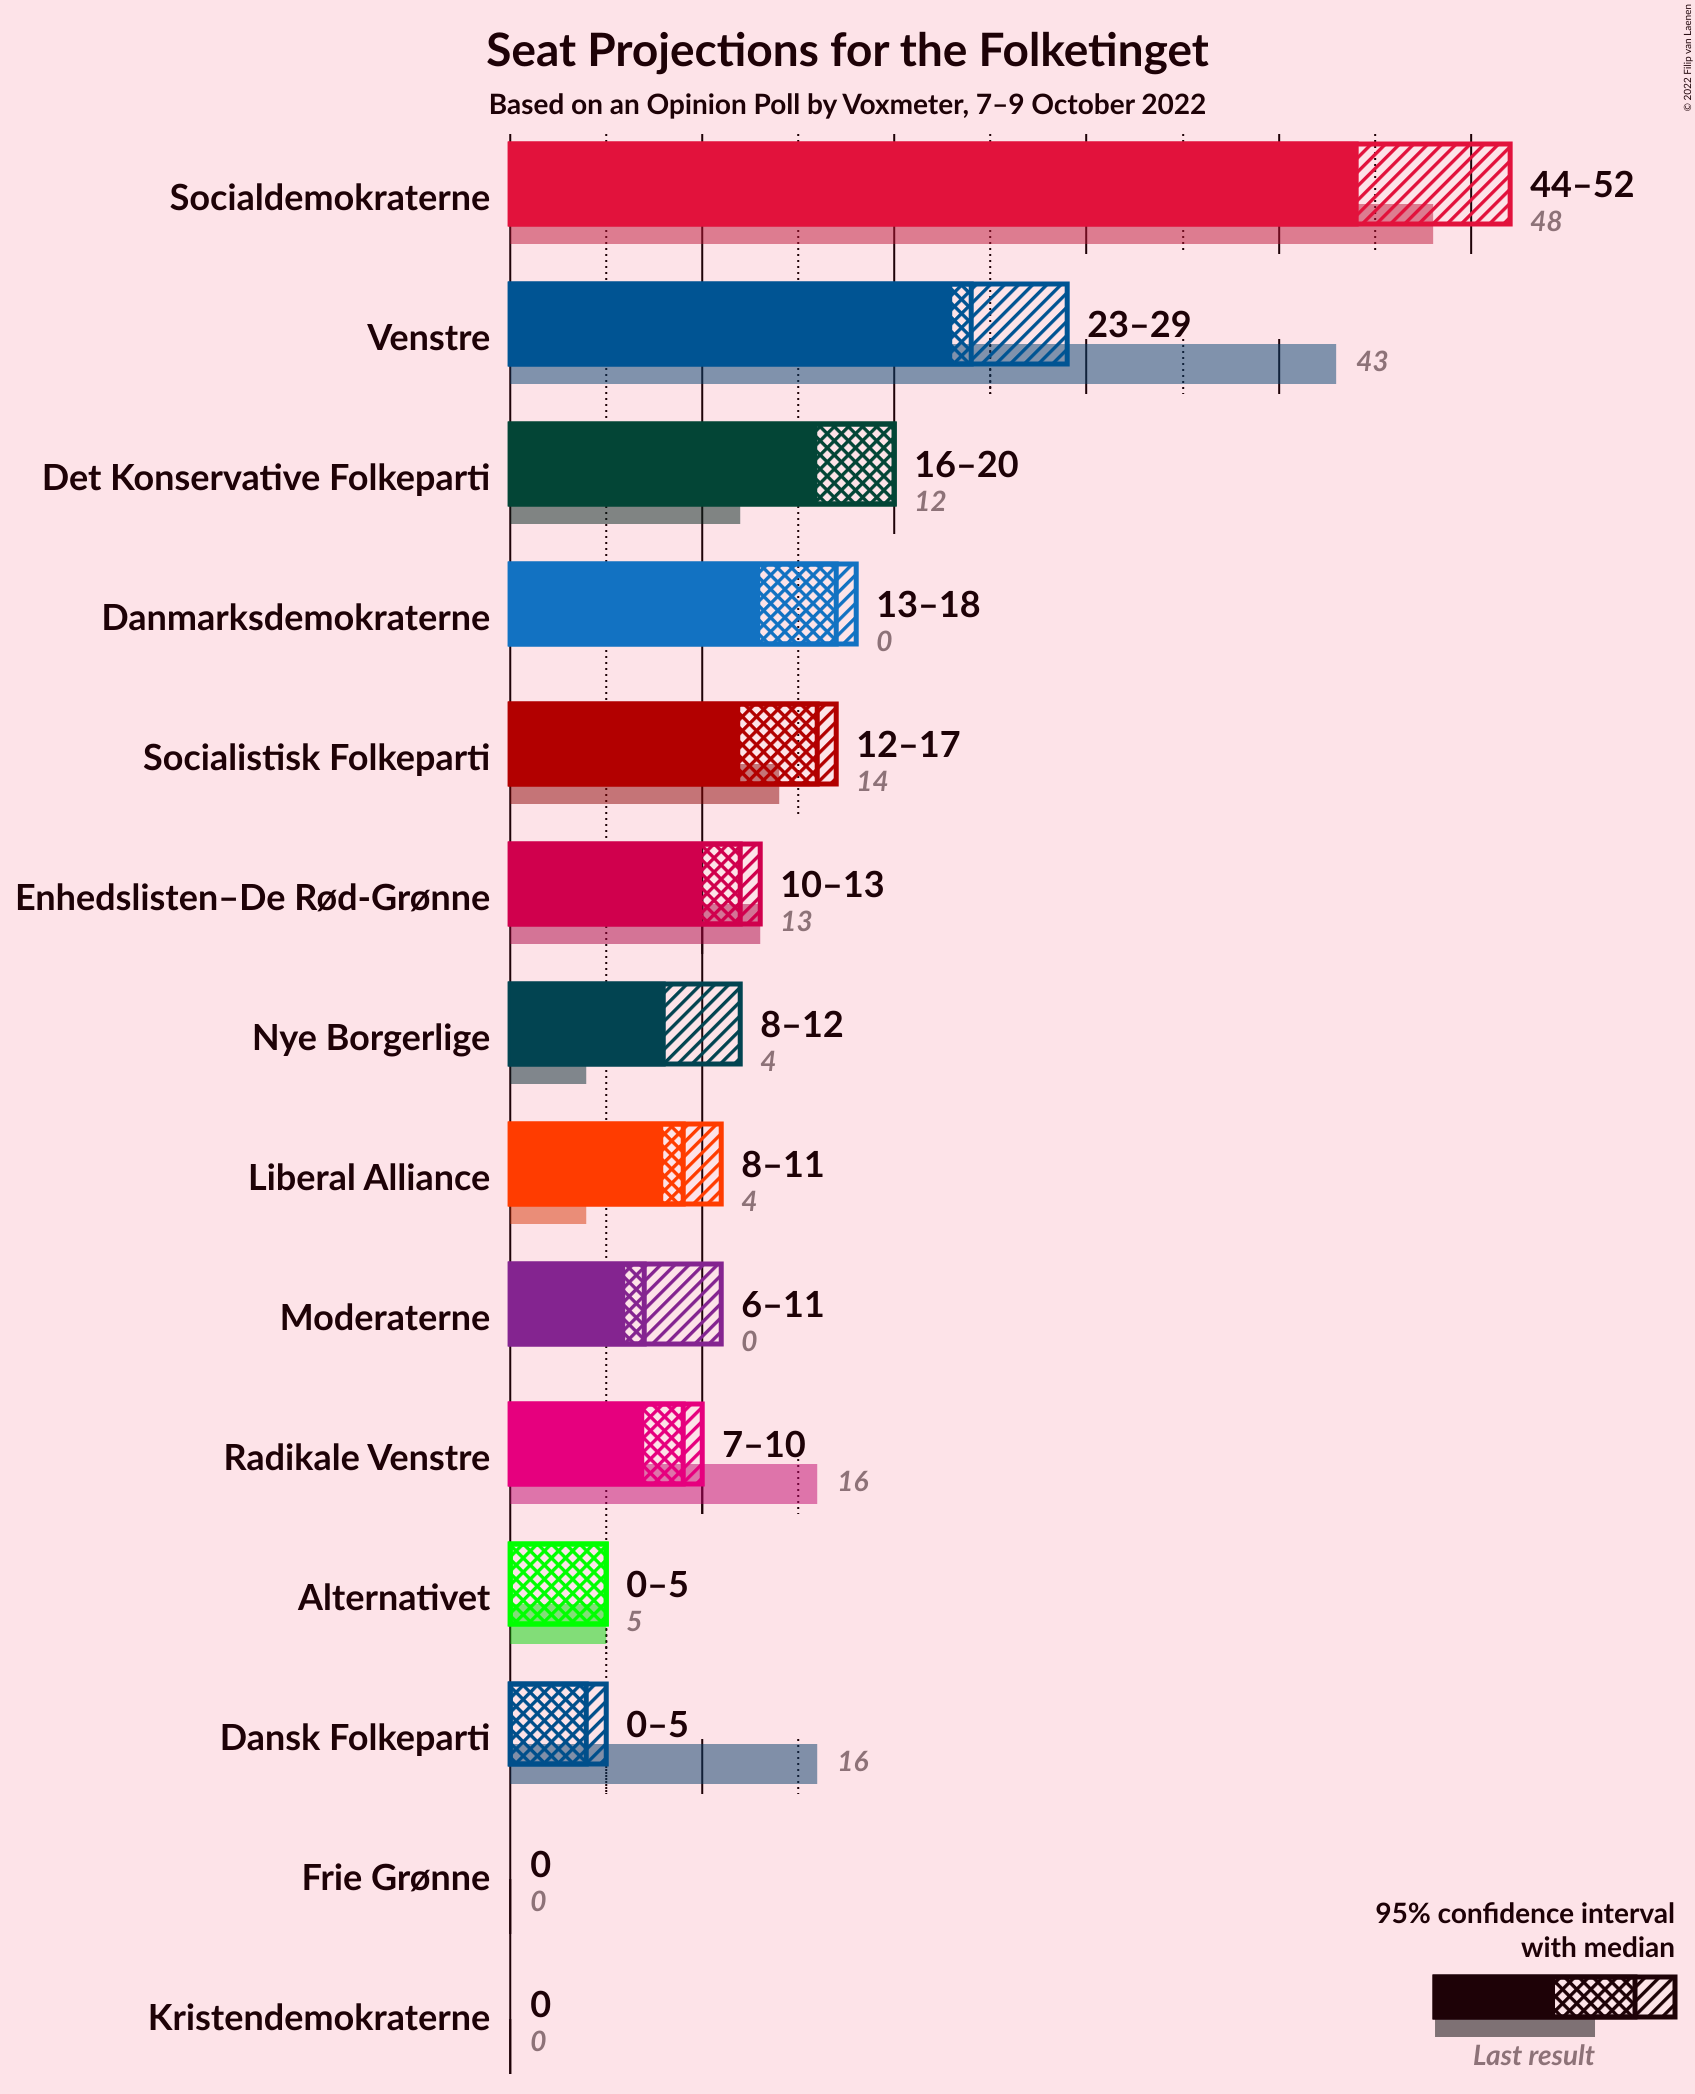 © 2022 Filip van Laenen
Seat Projections for the Folketinget
Based on an Opinion Poll by Voxmeter, 7–9 October 2022
Socialdemokraterne
44–52
48
Venstre
23–29
43
Det Konservative Folkeparti
16–20
12
Danmarksdemokraterne
13–18
0
Socialistisk Folkeparti
12–17
14
Enhedslisten–De Rød-Grønne
10–13
13
Nye Borgerlige
8–12
4
Liberal Alliance
8–11
4
Moderaterne
6–11
0
Radikale Venstre
7–10
16
Alternativet
0–5
5
Dansk Folkeparti
0–5
16
Frie Grønne
0
0
Kristendemokraterne
0
0
95% confidence interval
with median
Last result